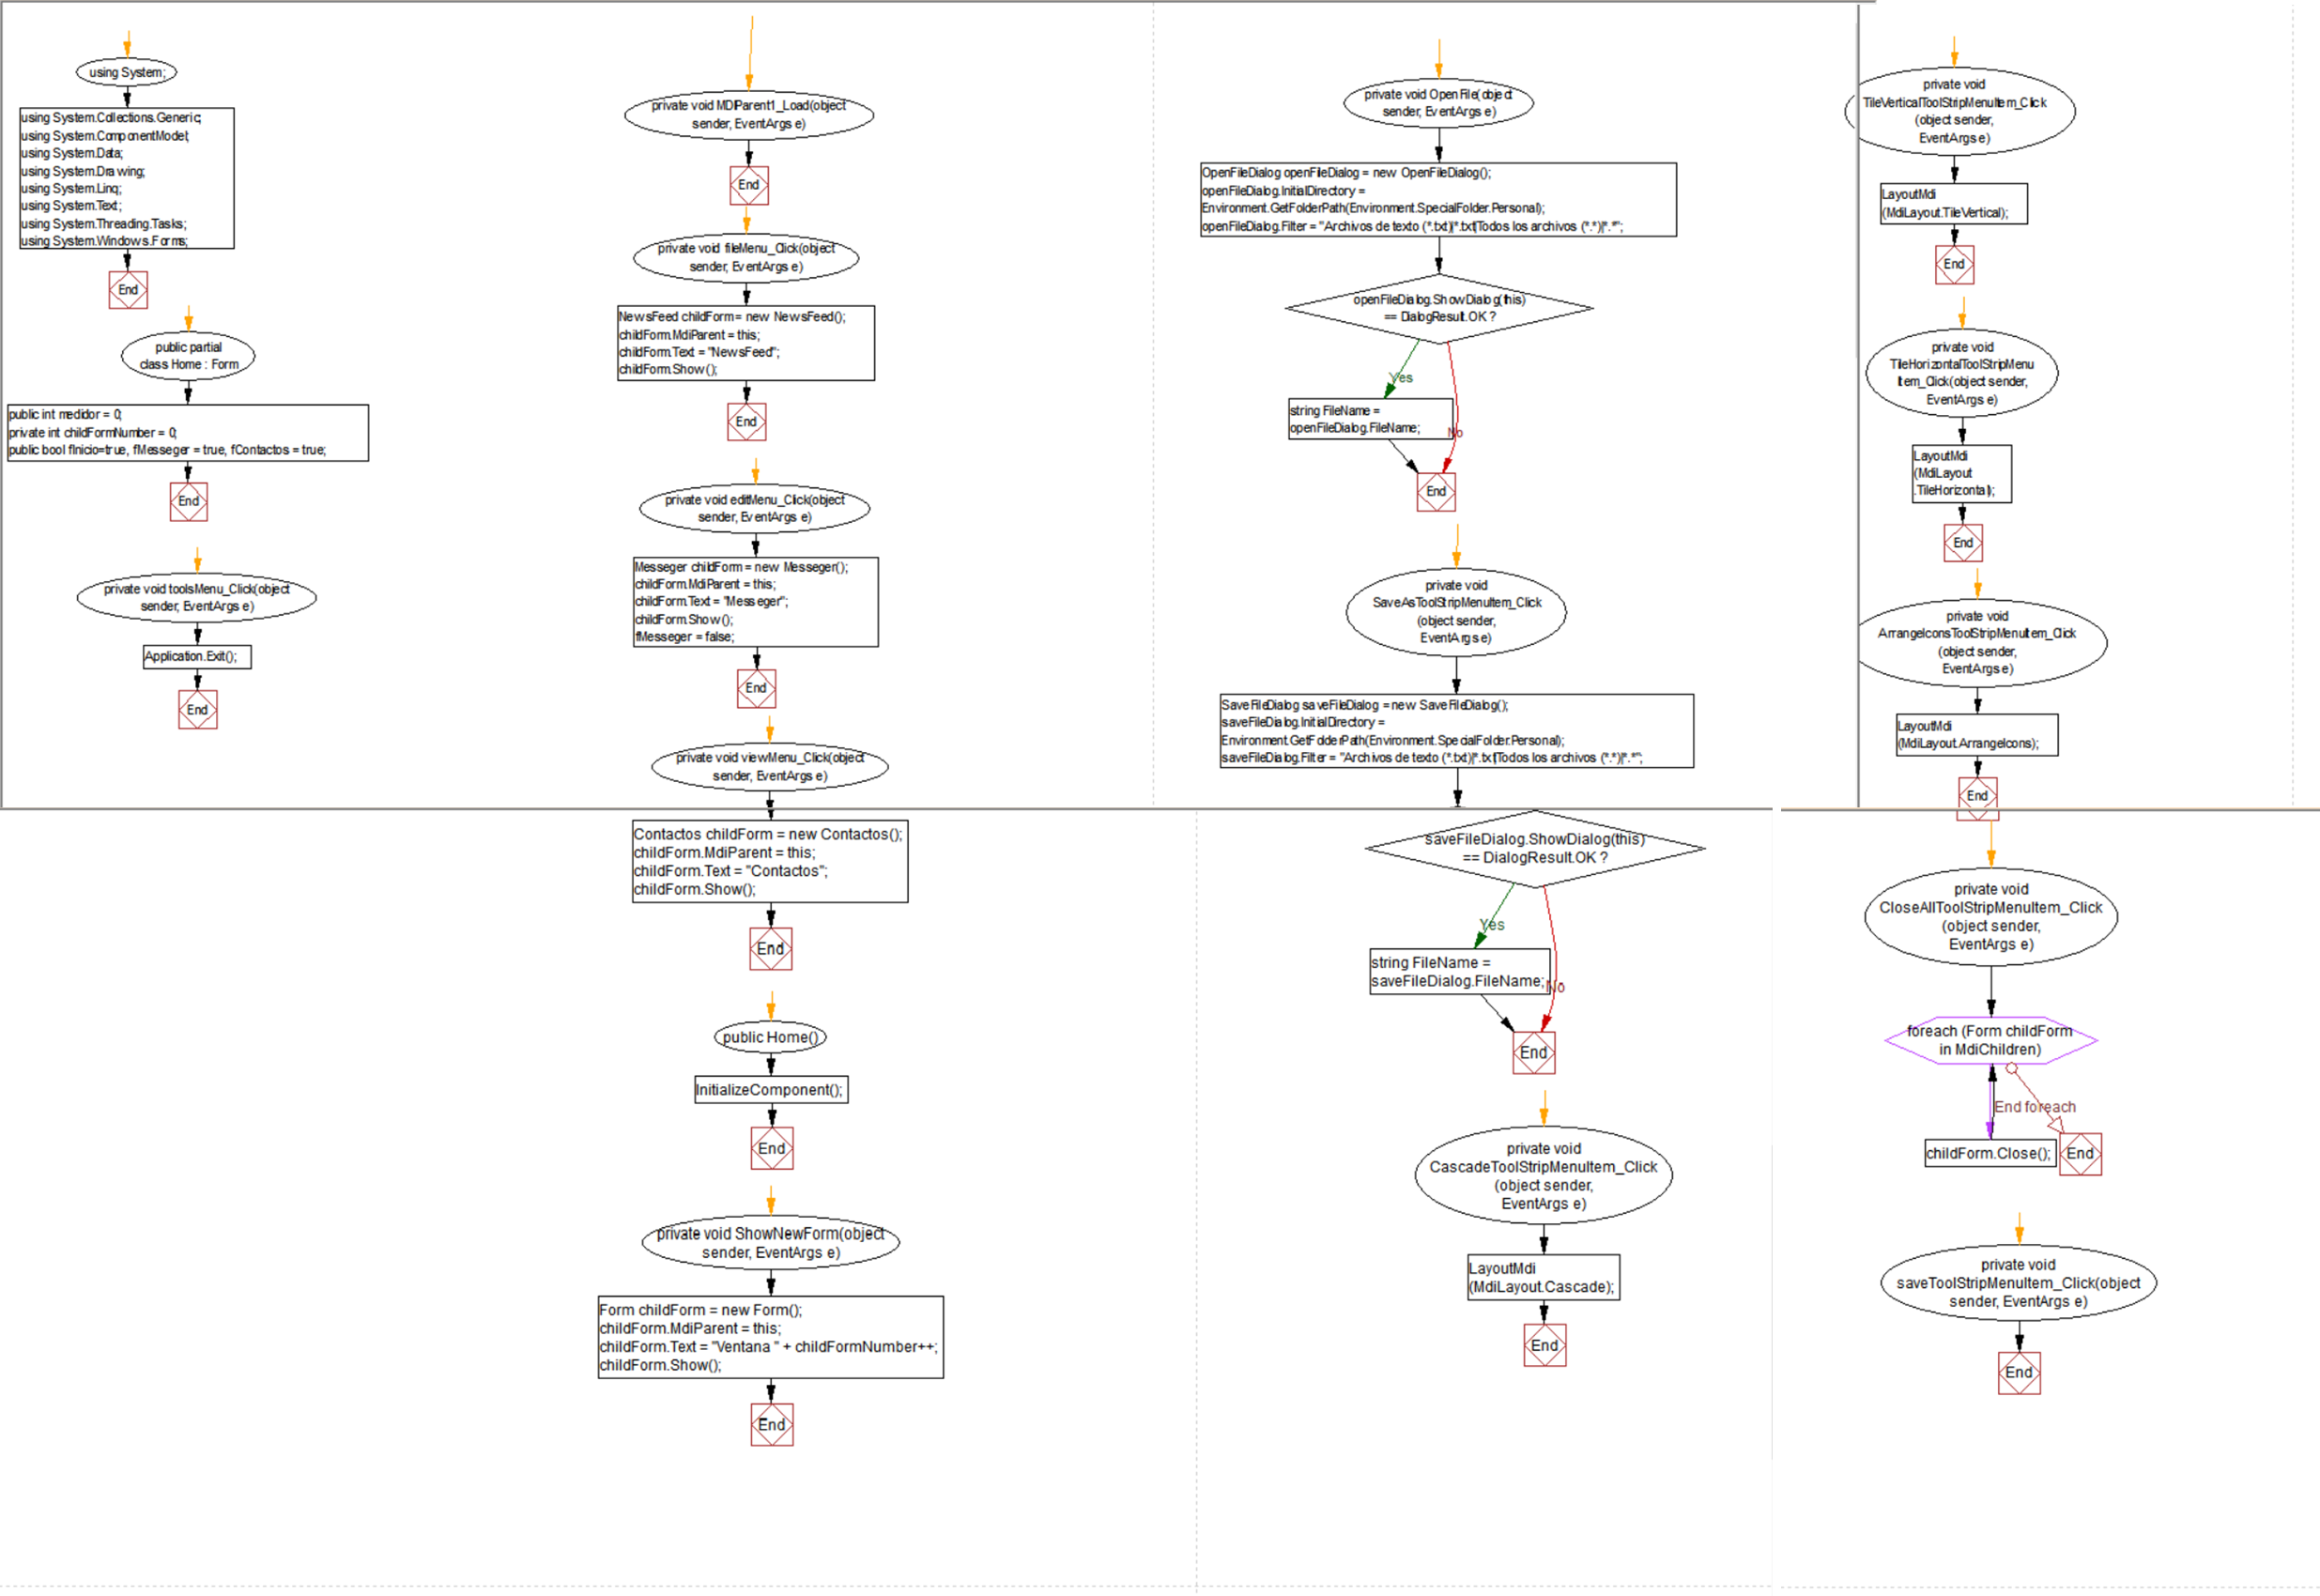 using System;
using System.Collections.Generic;
using System.ComponentModel;
using System.Data;
using System.Drawing;
using System.Linq;
using System.Text;
using System.Threading.Tasks;
using System.Windows.Forms;
End
public partial
class Home : Form
public int medidor = 0;
private int childFormNumber = 0;
public bool fInicio=true, fMesseger = true, fContactos = true;
End
private void toolsMenu_Click(object
sender, EventArgs e)
Application.Exit();
End
private void MDIParent1_Load(object
sender, EventArgs e)
End
private void fileMenu_Click(object
sender, EventArgs e)
NewsFeed childForm = new NewsFeed();
childForm.MdiParent = this;
childForm.Text = "NewsFeed";
childForm.Show();
End
private void editMenu_Click(object
sender, EventArgs e)
Messeger childForm = new Messeger();
childForm.MdiParent = this;
childForm.Text = "Messeger";
childForm.Show();
fMesseger = false;
End
private void viewMenu_Click(object
sender, EventArgs e)
Contactos childForm = new Contactos();
childForm.MdiParent = this;
childForm.Text = "Contactos";
childForm.Show();
End
public Home()
InitializeComponent();
End
private void ShowNewForm(object
sender, EventArgs e)
Form childForm = new Form();
childForm.MdiParent = this;
childForm.Text = "Ventana " + childFormNumber++;
childForm.Show();
End
private void OpenFile(object
sender, EventArgs e)
OpenFileDialog openFileDialog = new OpenFileDialog();
openFileDialog.InitialDirectory =
Environment.GetFolderPath(Environment.SpecialFolder.Personal);
openFileDialog.Filter = "Archivos de texto (*.txt)|*.txt|Todos los archivos (*.*)|*.*";
openFileDialog.ShowDialog(this)
== DialogResult.OK ?
Yes
string FileName =
openFileDialog.FileName;
No
End
private void
SaveAsToolStripMenuItem_Click
(object sender,
EventArgs e)
SaveFileDialog saveFileDialog = new SaveFileDialog();
saveFileDialog.InitialDirectory =
Environment.GetFolderPath(Environment.SpecialFolder.Personal);
saveFileDialog.Filter = "Archivos de texto (*.txt)|*.txt|Todos los archivos (*.*)|*.*";
saveFileDialog.ShowDialog(this)
== DialogResult.OK ?
Yes
string FileName =
saveFileDialog.FileName;
No
End
private void
CascadeToolStripMenuItem_Click
(object sender,
EventArgs e)
LayoutMdi
(MdiLayout.Cascade);
End
private void
TileVerticalToolStripMenuItem_Click
(object sender,
EventArgs e)
LayoutMdi
(MdiLayout.TileVertical);
End
private void
TileHorizontalToolStripMenu
Item_Click(object sender,
EventArgs e)
LayoutMdi
(MdiLayout
.TileHorizontal);
End
private void
ArrangeIconsToolStripMenuItem_Click
(object sender,
EventArgs e)
LayoutMdi
(MdiLayout.ArrangeIcons);
End
private void
CloseAllToolStripMenuItem_Click
(object sender,
EventArgs e)
foreach (Form childForm
in MdiChildren)
End foreach
childForm.Close();
End
private void
saveToolStripMenuItem_Click(object
sender, EventArgs e)
End